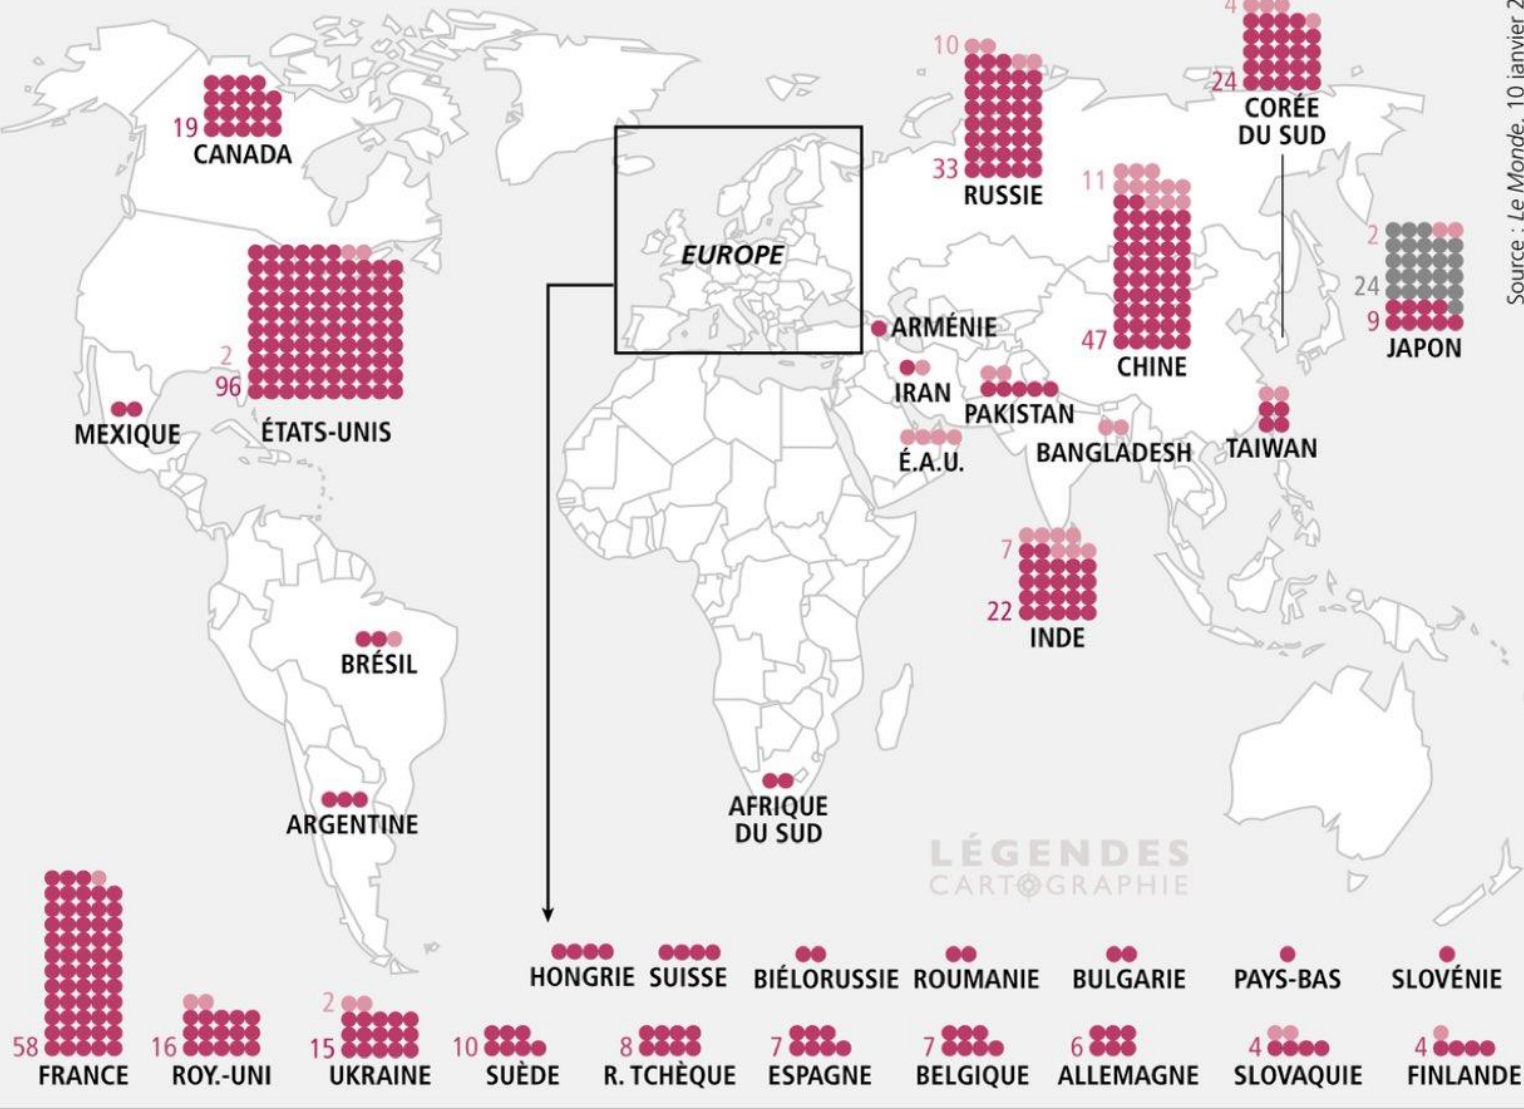 4
24
CORÉE
DU SUD
10
33
RUSSIE
19
CANADA
11
47
CHINE
2
24
9
JAPON
EUROPE
2
96
ÉTATS-UNIS
MEXIQUE
ARMÉNIE
IRAN
PAKISTAN
É.A.U.
BANGLADESH
TAIWAN
7
22
INDE
BRÉSIL
ARGENTINE
AFRIQUE
DU SUD
LÉGENDES
CARTOGRAPHIE
HONGRIE
SUISSE
BIÉLORUSSIE
ROUMANIE
BULGARIE
PAYS-BAS
SLOVÉNIE
58
FRANCE
16
ROY.-UNI
2
15
UKRAINE
10
SUÈDE
8
R. TCHÈQUE
7
ESPAGNE
7
BELGIQUE
6
ALLEMAGNE
4
SLOVAQUIE
4
FINLANDE
Source : Le Monde, 10 janvier 2